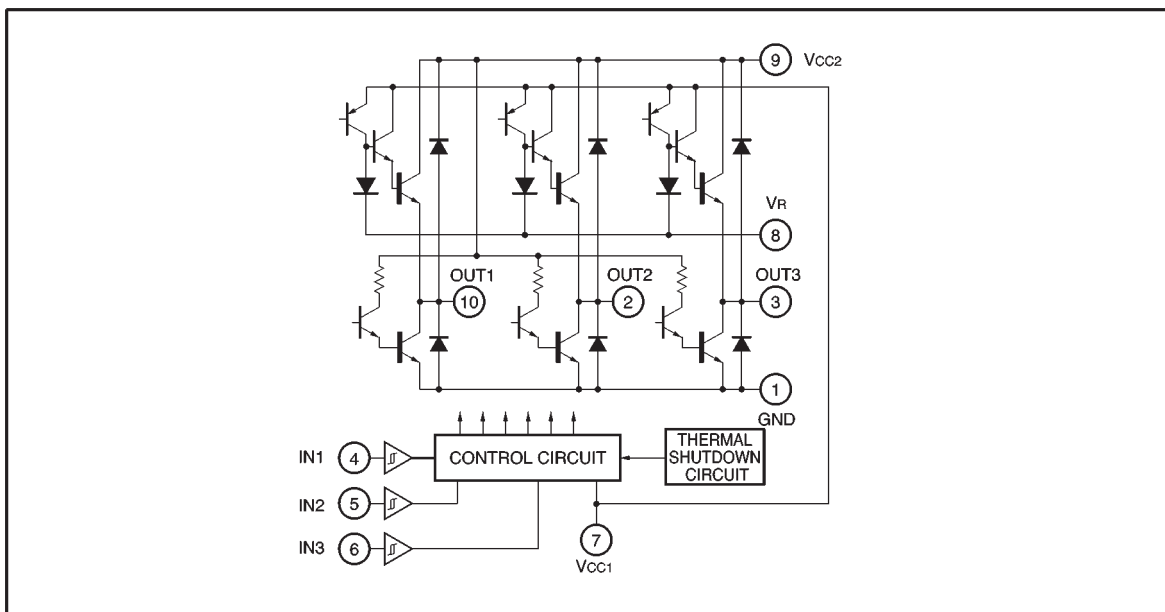 9 VCC2
VR
8
OUT1 OUT2 OUT3
10 2 3
1
GND
IN1 4 CONTROL CIRCUIT
THERMAL
SHUTDOWN
CIRCUIT
IN2 5
IN3 6
7
VCC1